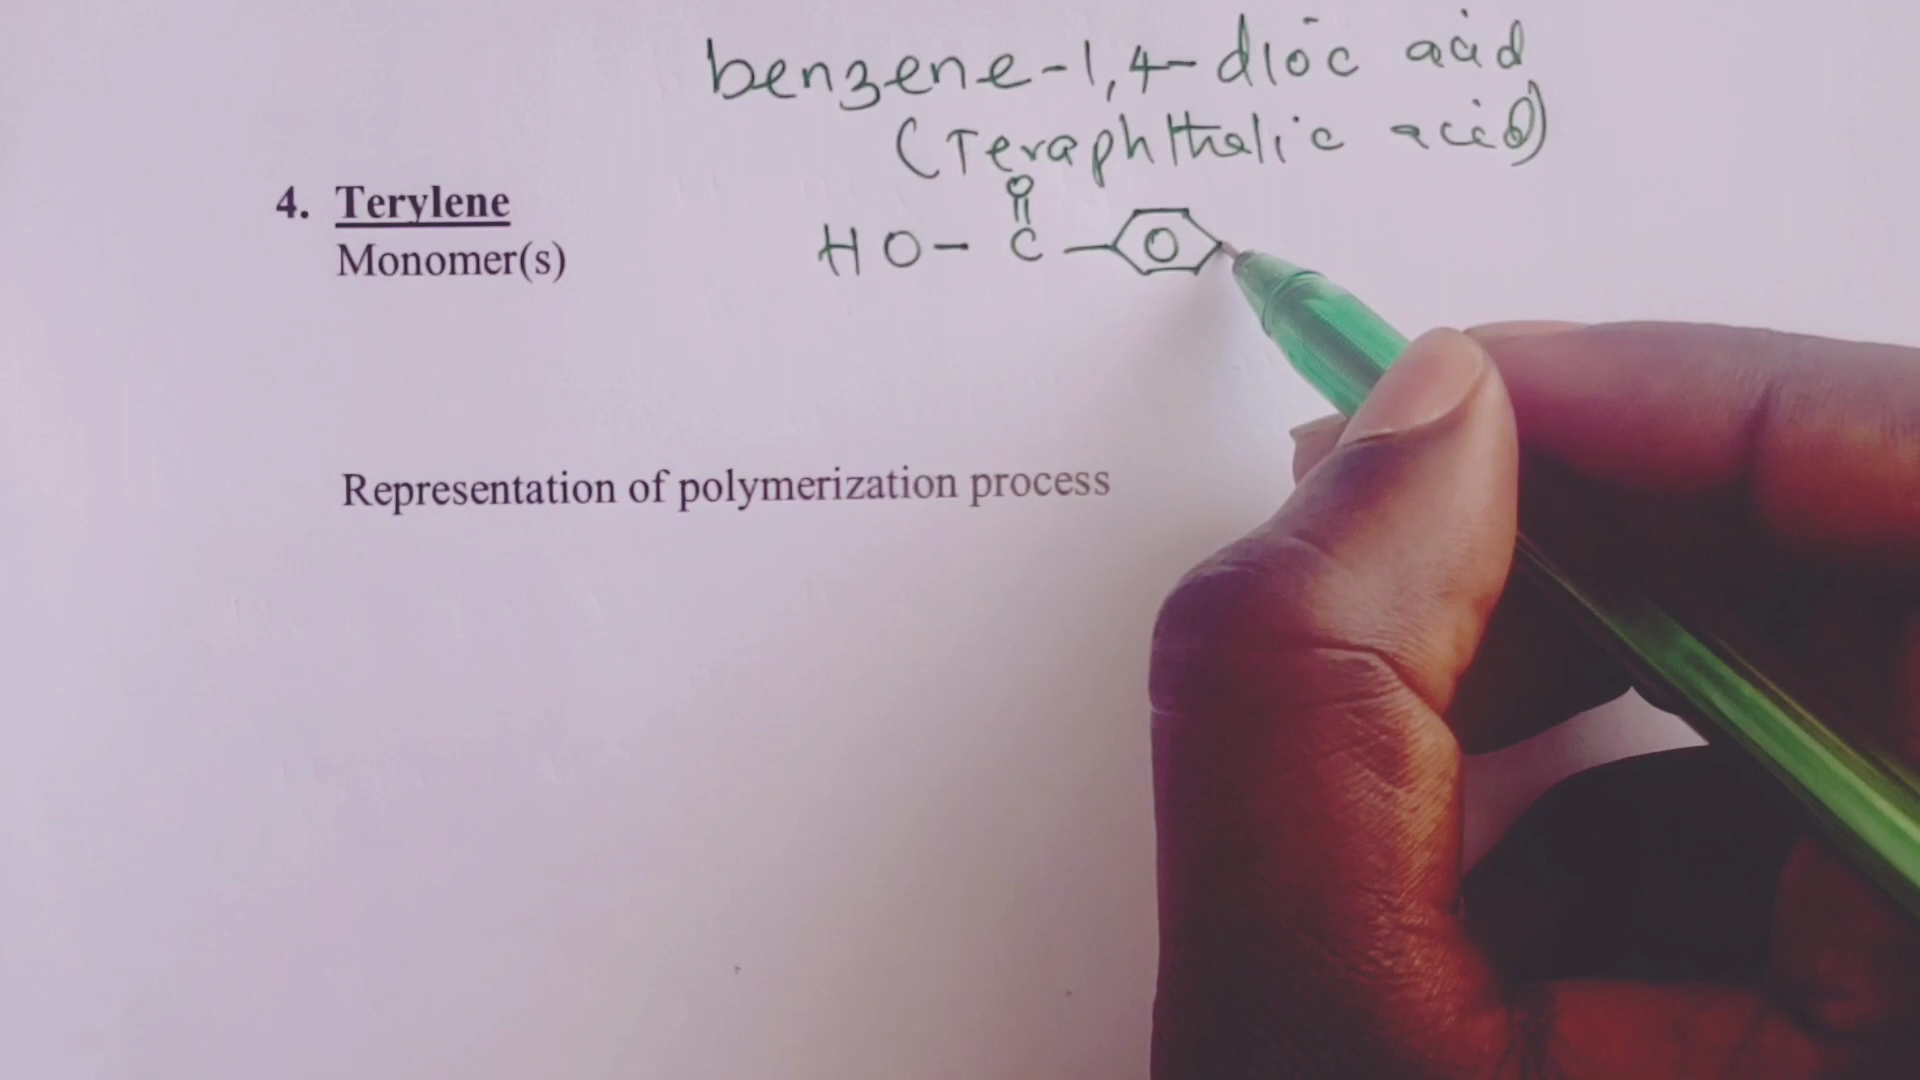 benzene-1,4-dioc acid
(Teraphthalic acid)
4. Terylene
O
HO-C-
Monomer(s)
Representation of polymerization process